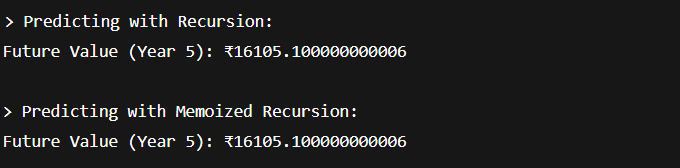 > Predicting with Recursion:
Future Value (Year 5): ₹16105.100000000006
> Predicting with Memoized Recursion:
Future Value (Year 5): ₹16105.100000000006